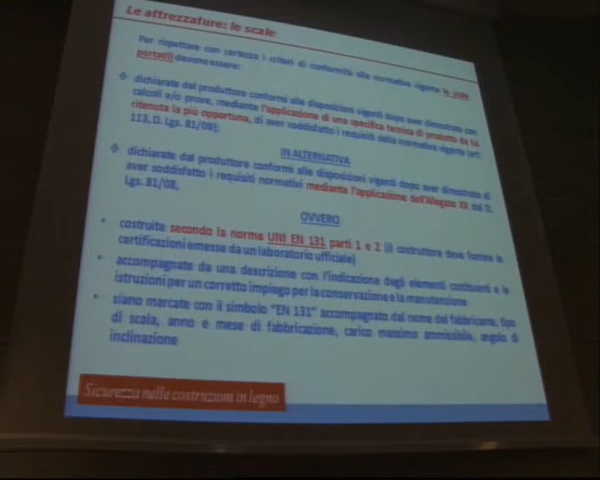 Le attrezzature: le scale
Per rispettare con certezza i criteri di conformità alla normativa vigente le scale
portatili devono essere:
dichiarate dal produttore conformi alle disposizioni vigenti dopo aver dimostrato con
calcoli e/o prove, mediante l'applicazione di una specifica tecnica di prodotto da lui
ritenuta la più opportuna, di aver soddisfatto i requisiti della normativa vigente (art.
113, D. Lgs. 81/08);
IN ALTERNATIVA
dichiarate dal produttore conformi alle disposizioni vigenti dopo aver dimostrato di
aver soddisfatto i requisiti normativi mediante l'applicazione dell'Allegato XX del D.
Lgs. 81/08,
OVVERO
• costruite secondo la norma UNI EN 131 parti 1 e 2 (il costruttore deve fornire le
certificazioni emesse da un laboratorio ufficiale)
• accompagnate da una descrizione con l'indicazione degli elementi costituenti e le
istruzioni per un corretto impiego per la conservazione e la manutenzione
• siano marcate con il simbolo "EN 131" accompagnato dal nome del fabbricante, tipo
di scala, anno e mese di fabbricazione, carico massimo ammissibile, angolo di
inclinazione
Sicurezza nelle costruzioni in legno